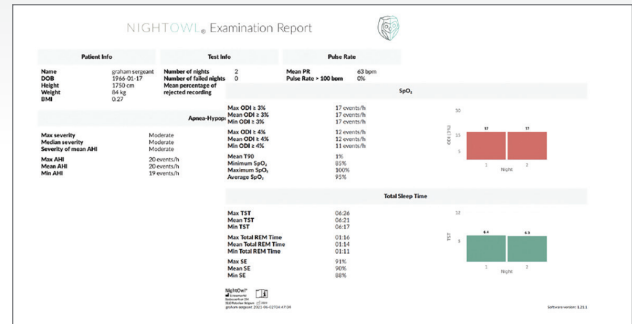 NIGHTOWL® Examination Report
Patient Info
Name graham sergeant
DOB 1966-01-17
Height 1750 cm
Weight 84 kg
BMI 0.27
Test Info
Number of nights 2
Number of failed nights 0
Mean percentage of
rejected recording
Pulse Rate
Mean PR 63 bpm
Pulse Rate > 100 bpm 0%
Apnea-Hypop
Max severity Moderate
Median severity Moderate
Severity of mean AHI Moderate
Max AHI 20 events/h
Mean AHI 20 events/h
Min AHI 19 events/h
SpO₂
Max ODI ≥ 3% 17 events/h
Mean ODI ≥ 3% 17 events/h
Min ODI ≥ 3% 17 events/h
Max ODI ≥ 4% 12 events/h
Mean ODI ≥ 4% 12 events/h
Min ODI ≥ 4% 11 events/h
Mean T90 1%
Minimum SpO₂ 85%
Maximum SpO₂ 100%
Average SpO₂ 95%
17 17
1 2
Night
Total Sleep Time
Max TST 06:26
Mean TST 06:21
Min TST 06:17
Max Total REM Time 01:16
Mean Total REM Time 01:14
Min Total REM Time 01:11
Max SE 91%
Mean SE 90%
Min SE 88%
TST
6.4 6.3
1 2
Night
NightOwl®
Software version: